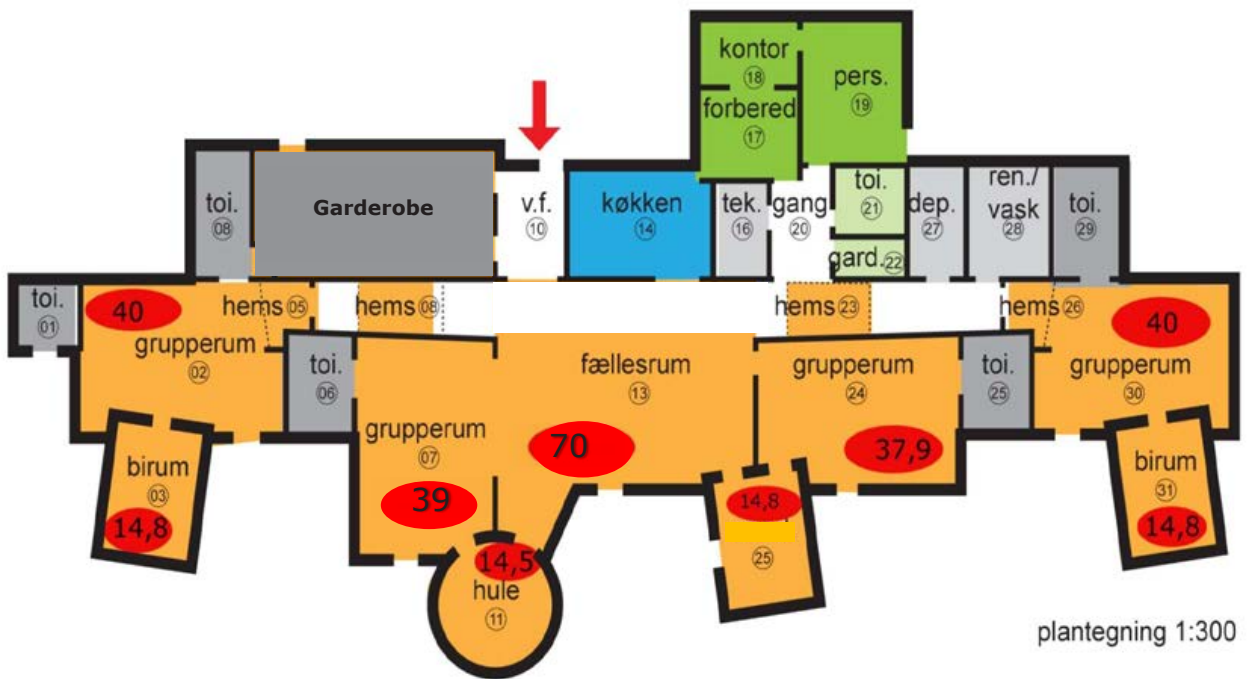 kontor
18
pers.
19
forbered
17
toi.
08
Garderobe
v.f.
10
køkken
14
tek.
16
gang
20
toi.
21
gard.
22
dep.
27
ren./
vask
28
toi.
29
toi.
01
40
hems 05
hems 08
hems 23
hems 26
40
grupperum
02
toi.
06
fællesrum
13
grupperum
24
toi.
25
grupperum
30
grupperum
07
70
37,9
birum
03
14,8
39
14,8
25
birum
31
14,8
14,5
hule
11
plantegning 1:300